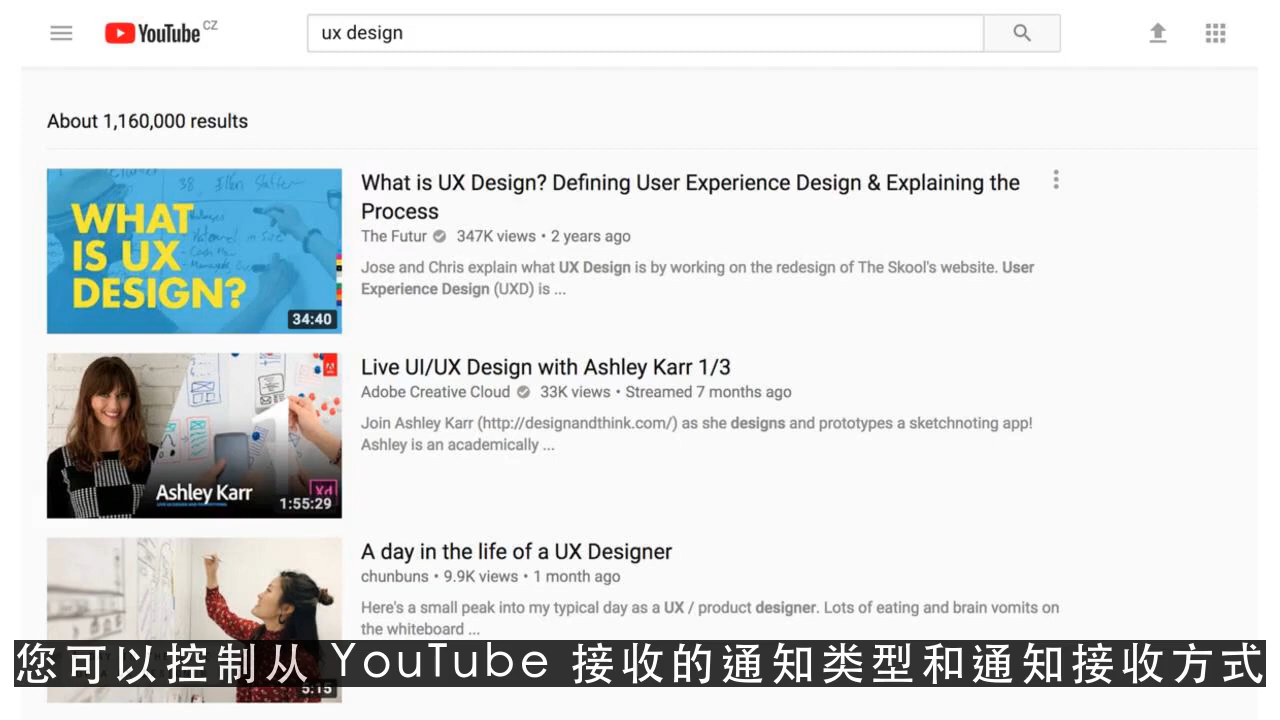 YouTube CZ
ux design
About 1,160,000 results
WHAT
IS UX
DESIGN?
34:40
What is UX Design? Defining User Experience Design & Explaining the
Process
The Futur 347K views • 2 years ago
Jose and Chris explain what UX Design is by working on the redesign of The Skool's website. User
Experience Design (UXD) is ...
Ashley Karr
Xd
1:55:29
Live UI/UX Design with Ashley Karr 1/3
Adobe Creative Cloud 33K views • Streamed 7 months ago
Join Ashley Karr (http://designandthink.com/) as she designs and prototypes a sketchnoting app!
Ashley is an academically ...
A day in the life of a UX Designer
chunbuns • 9.9K views • 1 month ago
Here's a small peak into my typical day as a UX / product designer. Lots of eating and brain vomits on
the whiteboard ...
您可以控制从 YouTube 接收的通知类型和通知接收方式
5:15